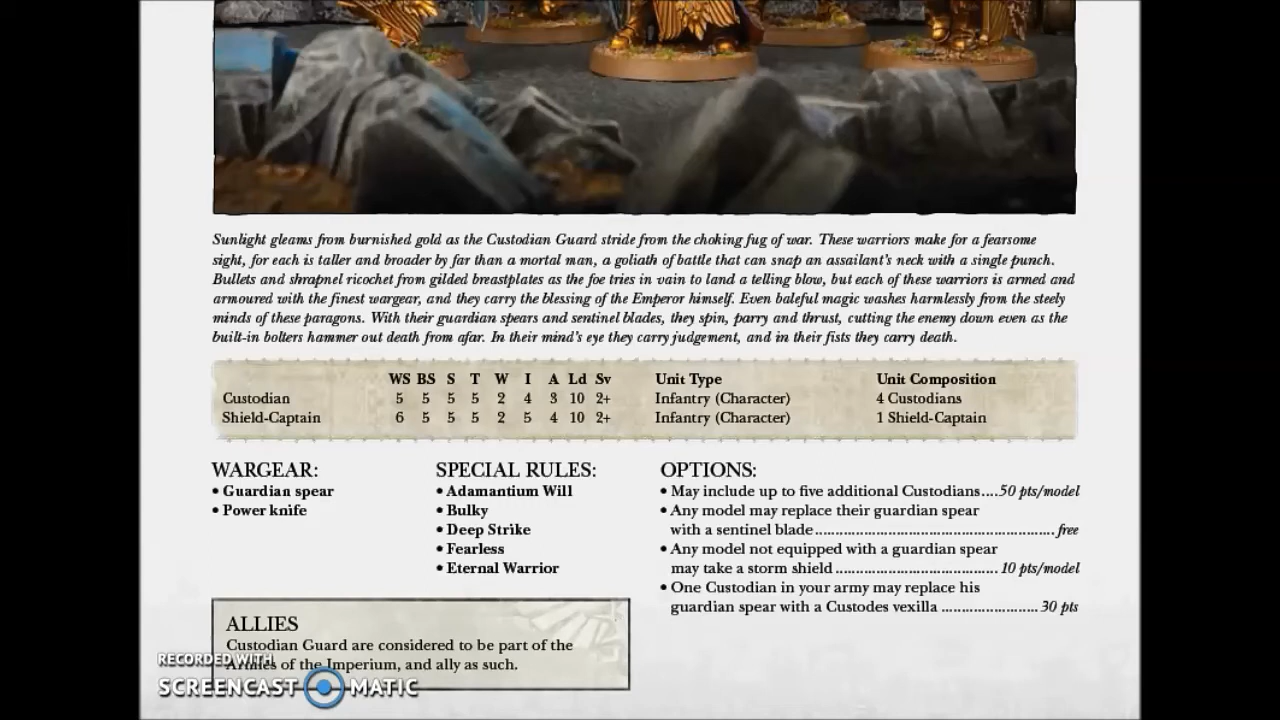 Sunlight gleams from burnished gold as the Custodian Guard stride from the choking fug of war. These warriors make for a fearsome
sight, for each is taller and broader by far than a mortal man, a goliath of battle that can snap an assailant's neck with a single punch.
Bullets and shrapnel ricochet from gilded breastplates as the foe tries in vain to land a telling blow, but each of these warriors is armed and
armoured with the finest wargear, and they carry the blessing of the Emperor himself. Even baleful magic washes harmlessly from the steely
minds of these paragons. With their guardian spears and sentinel blades, they spin, parry and thrust, cutting the enemy down even as the
built-in bolters hammer out death from afar. In their mind's eye they carry judgement, and in their fists they carry death.
WS BS S T W I A Ld Sv Unit Type Unit Composition
Custodian 5 5 5 5 2 4 3 10 2+ Infantry (Character) 4 Custodians
Shield-Captain 6 5 5 5 2 5 4 10 2+ Infantry (Character) 1 Shield-Captain
WARGEAR:
• Guardian spear
• Power knife
SPECIAL RULES:
• Adamantium Will
• Bulky
• Deep Strike
• Fearless
• Eternal Warrior
OPTIONS:
• May include up to five additional Custodians....50 pts/model
• Any model may replace their guardian spear
with a sentinel blade........................................................free
• Any model not equipped with a guardian spear
may take a storm shield ......................................10 pts/model
• One Custodian in your army may replace his
guardian spear with a Custodes vexilla ........................30 pts
ALLIES
Custodian Guard are considered to be part of the
Armies of the Imperium, and ally as such.
RECORDED WITH
SCREENCAST MATIC